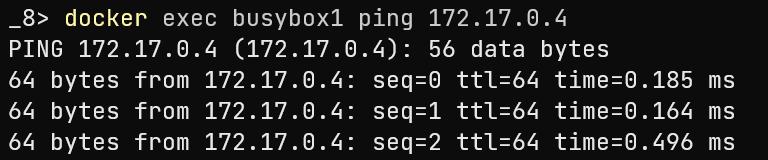 _8> docker exec busybox1 ping 172.17.0.4
PING 172.17.0.4 (172.17.0.4): 56 data bytes
64 bytes from 172.17.0.4: seq=0 ttl=64 time=0.185 ms
64 bytes from 172.17.0.4: seq=1 ttl=64 time=0.164 ms
64 bytes from 172.17.0.4: seq=2 ttl=64 time=0.496 ms